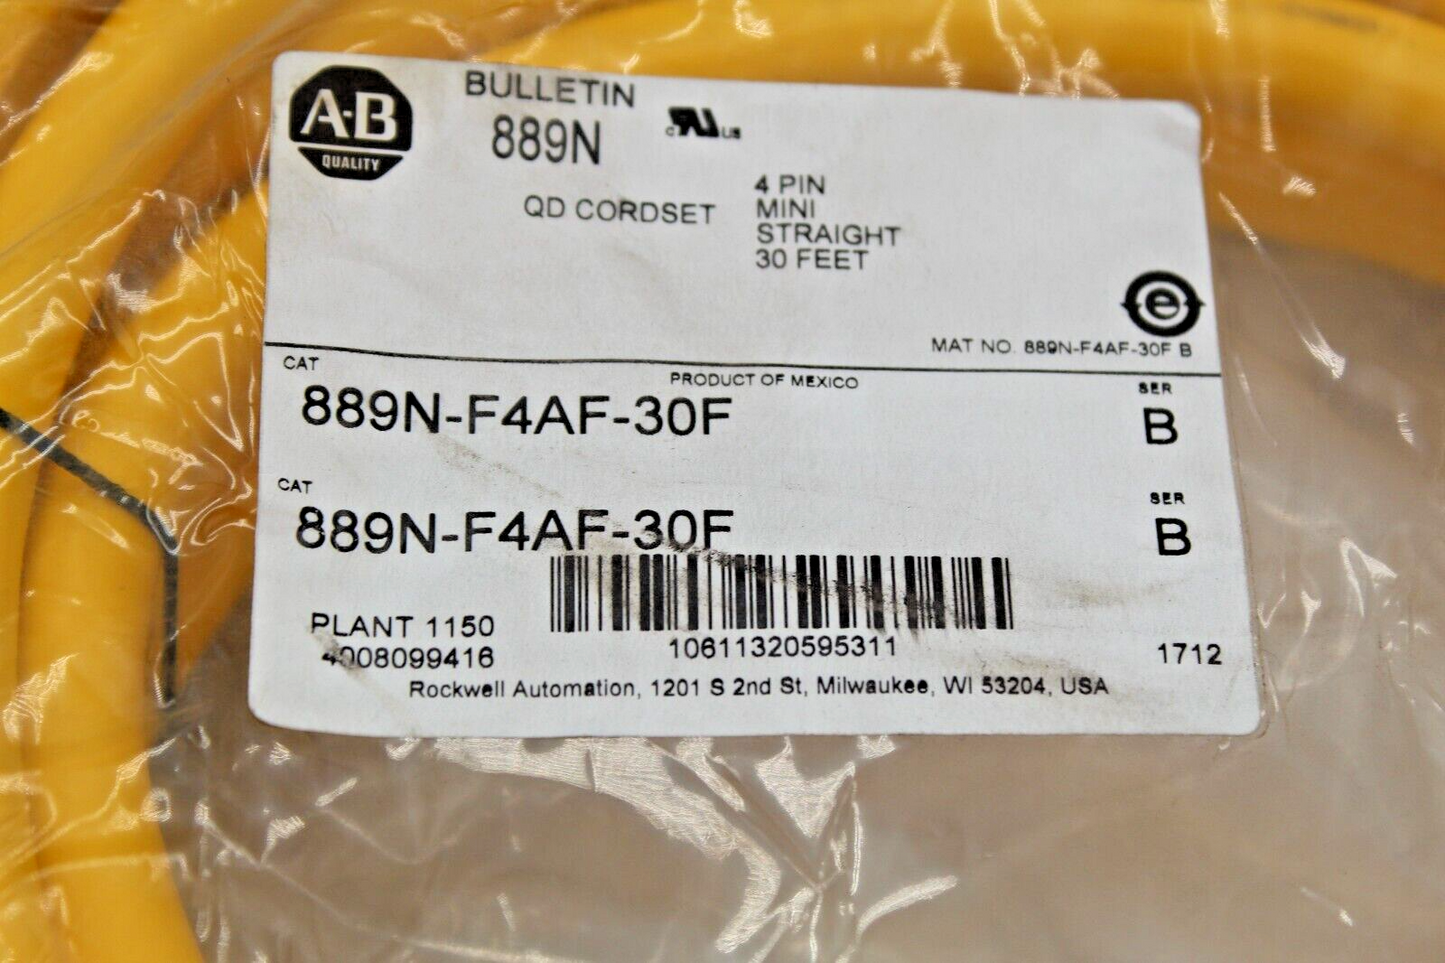 A-B
QUALITY
BULLETIN
889N
c UL us
QD CORDSET
4 PIN
MINI
STRAIGHT
30 FEET
e
MAT NO. 889N-F4AF-30F B
CAT
PRODUCT OF MEXICO
SER
889N-F4AF-30F
B
CAT
SER
889N-F4AF-30F
B
PLANT 1150
10611320595311
4008099416
1712
Rockwell Automation, 1201 S 2nd St, Milwaukee, WI 53204, USA